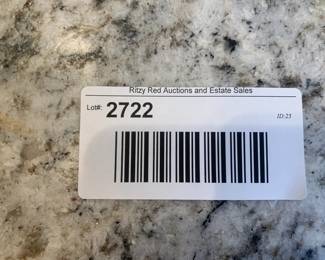 Ritzy Red Auctions and Estate Sales
Lot#: 2722
ID:23